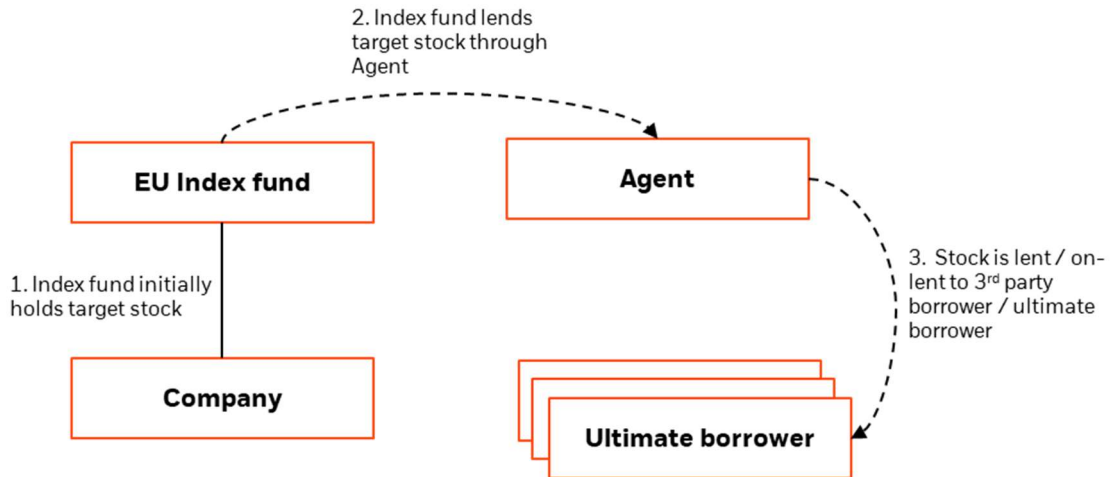 2. Index fund lends
target stock through
Agent
EU Index fund
Agent
1. Index fund initially
holds target stock
3. Stock is lent / on-
lent to 3rd party
borrower / ultimate
borrower
Company
Ultimate borrower